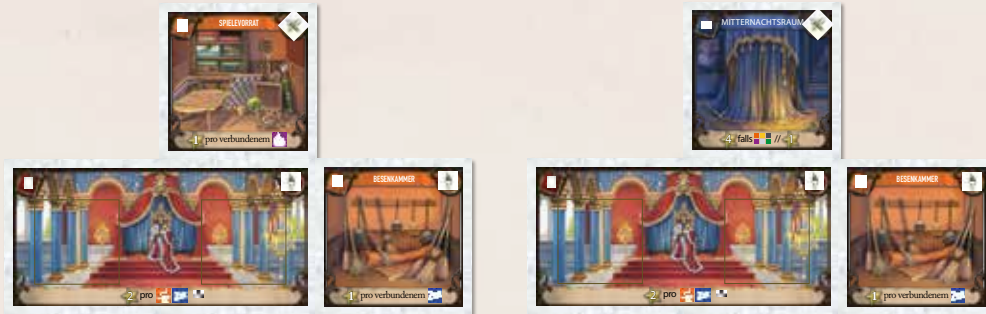 SPIELEVORRAT
1 pro verbundenem
MITTERNACHTSRAUM
4 falls // 1
2 pro
BESENKAMMER
1 pro verbundenem
2 pro
BESENKAMMER
1 pro verbundenem